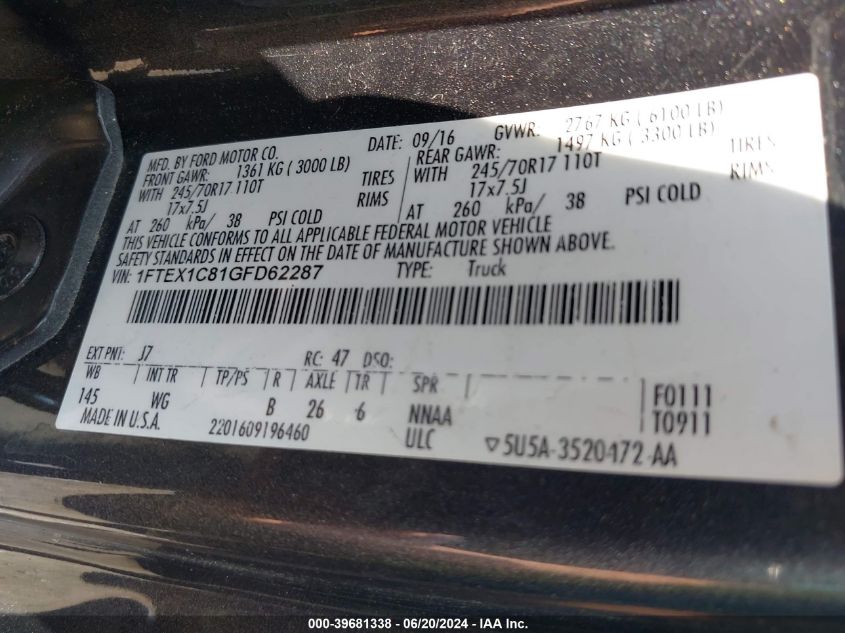 MFD. BY FORD MOTOR CO. DATE: 09/16 GVWR: 2767 KG ( 6100 LB)
FRONT GAWR: 1361 KG ( 3000 LB) REAR GAWR: 1497 KG ( 3300 LB)
WITH 245/70R17 110T TIRES WITH 245/70R17 110T TIRES
17x7.5J RIMS 17x7.5J RIMS
AT 260 kPa/ 38 PSI COLD AT 260 kPa/ 38 PSI COLD
THIS VEHICLE CONFORMS TO ALL APPLICABLE FEDERAL MOTOR VEHICLE
SAFETY STANDARDS IN EFFECT ON THE DATE OF MANUFACTURE SHOWN ABOVE.
VIN: 1FTEX1C81GFD62287 TYPE: Truck
EXT PNT: J7 RC: 47 DSO:
WB INT TR TP/PS R AXLE TR SPR F0111
145 WG B 26 6 NNAA T0911
MADE IN U.S.A. 2201609196460 ULC 5U5A-3520472-AA
000-39681338 - 06/20/2024 - IAA Inc.